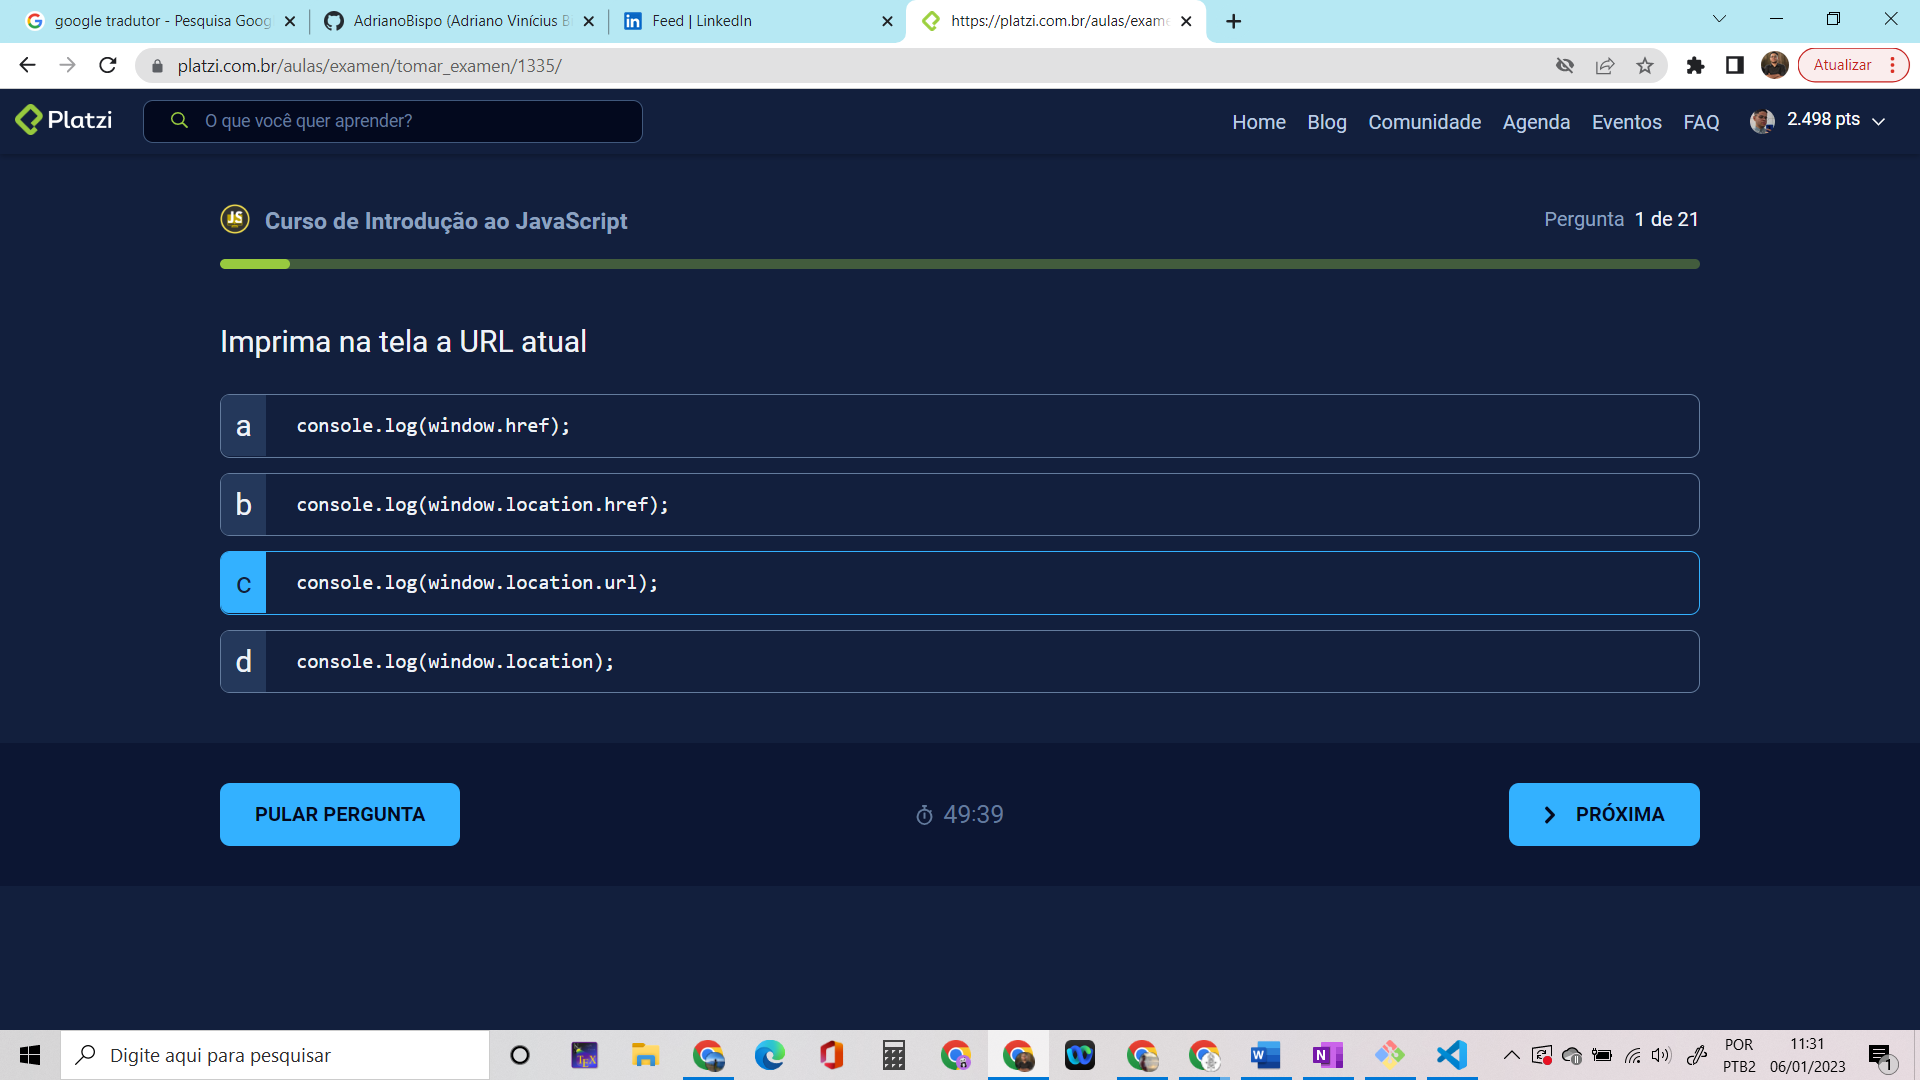 google tradutor - Pesquisa Goog
AdrianoBispo (Adriano Vinícius B
Feed | LinkedIn
https://platzi.com.br/aulas/exame
platzi.com.br/aulas/examen/tomar_examen/1335/
Atualizar
Platzi
O que você quer aprender?
Home
Blog
Comunidade
Agenda
Eventos
FAQ
2.498 pts
JS
Curso de Introdução ao JavaScript
Pergunta 1 de 21
Imprima na tela a URL atual
a
console.log(window.href);
b
console.log(window.location.href);
c
console.log(window.location.url);
d
console.log(window.location);
PULAR PERGUNTA
49:39
PRÓXIMA
Digite aqui para pesquisar
POR
PTB2
11:31
06/01/2023
1